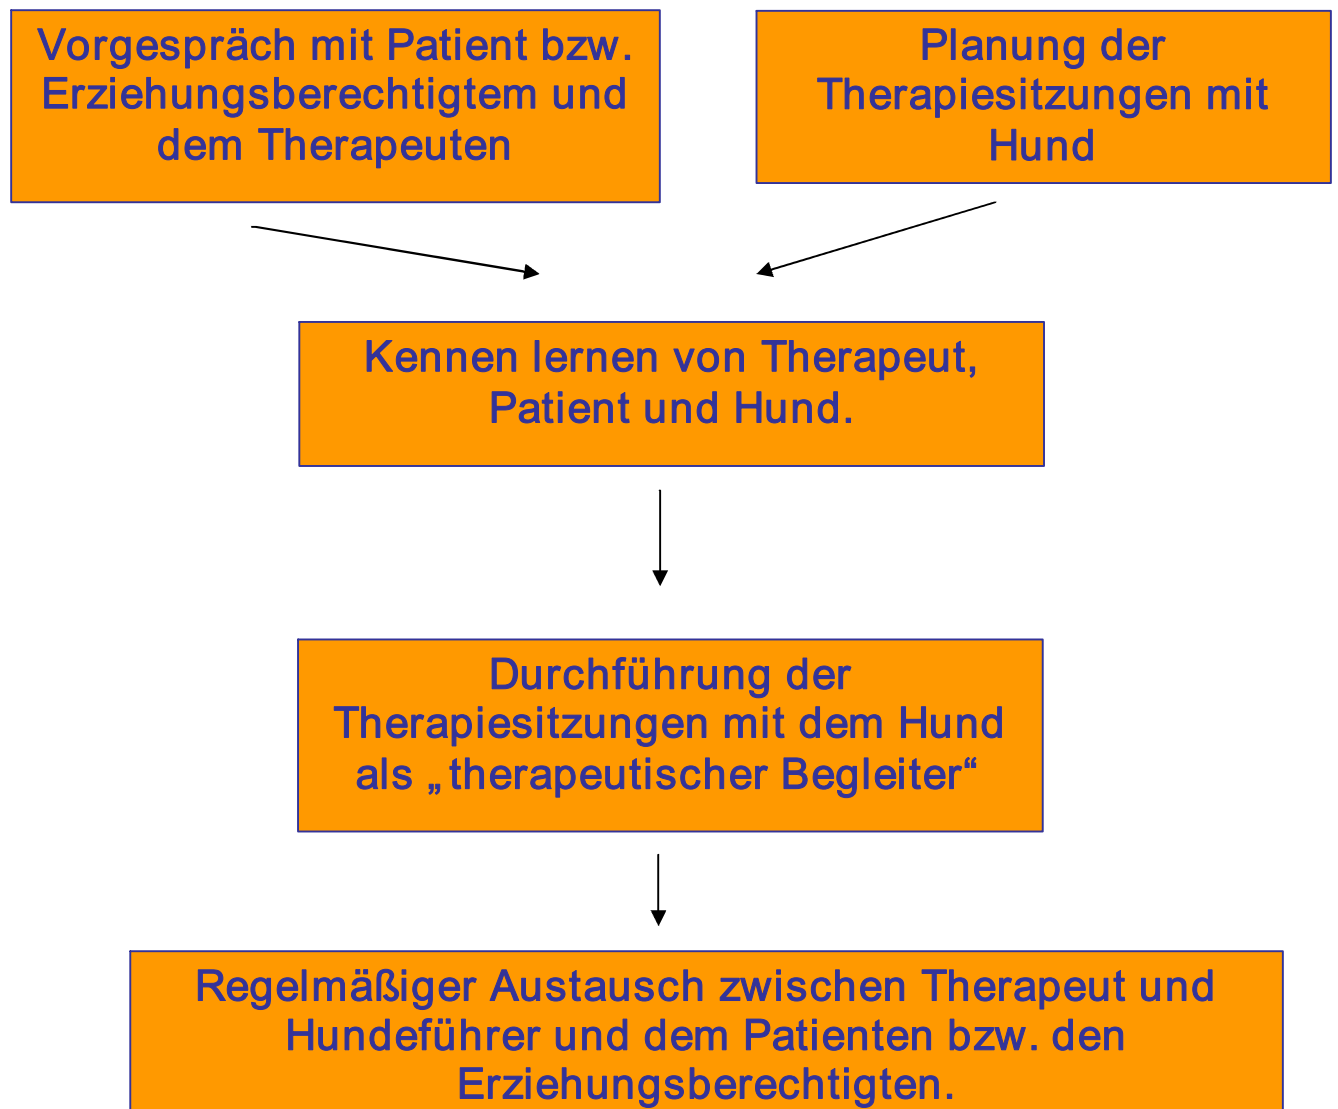 Vorgespräch mit Patient bzw.
Erziehungsberechtigtem und
dem Therapeuten
Planung der
Therapiesitzungen mit
Hund
Kennen lernen von Therapeut,
Patient und Hund.
Durchführung der
Therapiesitzungen mit dem Hund
als „therapeutischer Begleiter“
Regelmäßiger Austausch zwischen Therapeut und
Hundeführer und dem Patienten bzw. den
Erziehungsberechtigten.